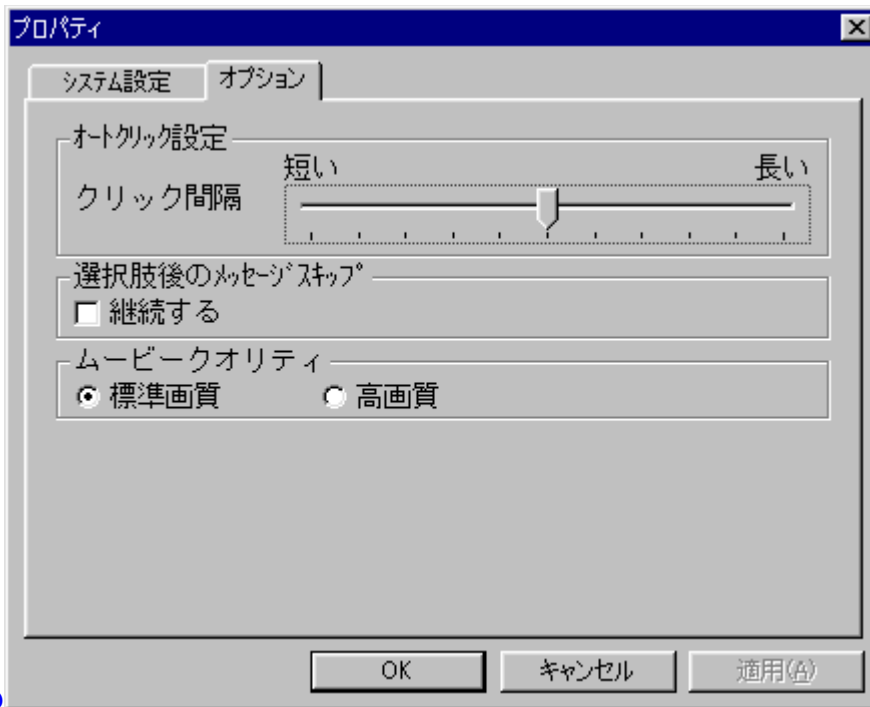 プロパティ
システム設定 オプション
ｵｰﾄｸﾘｯｸ設定
短い 長い
クリック間隔
選択肢後のﾒｯｾｰｼﾞｽｷｯﾌﾟ
継続する
ムービークオリティ
標準画質 高画質
OK キャンセル 適用(A)